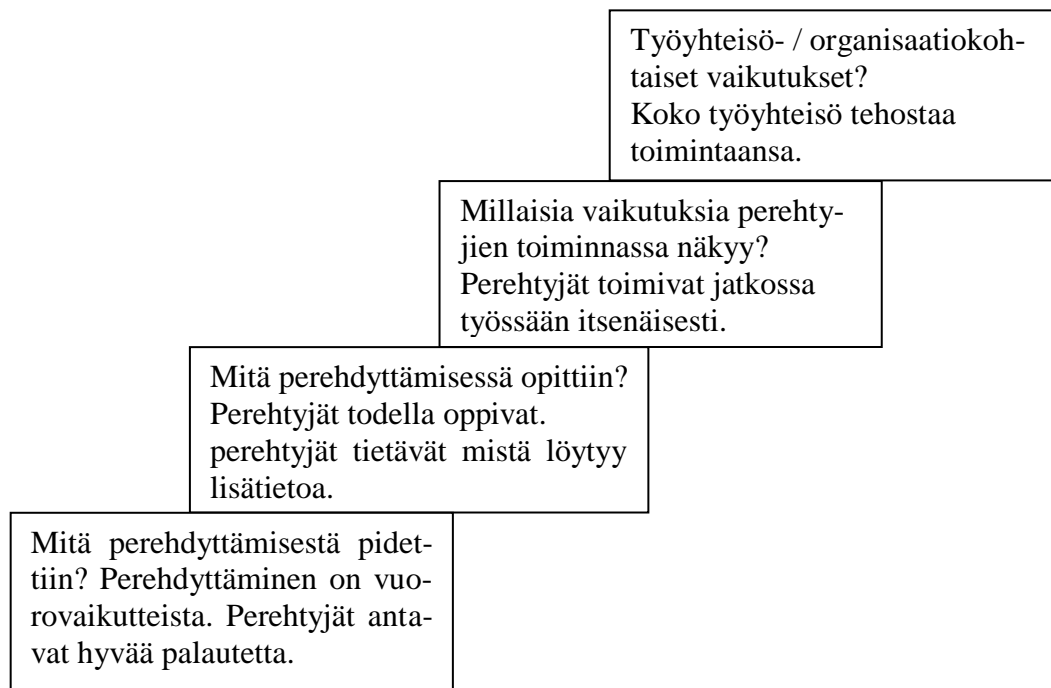 Työyhteisö- / organisaatiokoh-
taiset vaikutukset?
Koko työyhteisö tehostaa
toimintaansa.
Millaisia vaikutuksia perehty-
jien toiminnassa näkyy?
Perehtyjät toimivat jatkossa
työssään itsenäisesti.
Mitä perehdyttämisessä opittiin?
Perehtyjät todella oppivat.
perehtyjät tietävät mistä löytyy
lisätietoa.
Mitä perehdyttämisestä pidet-
tiin? Perehdyttäminen on vuo-
rovaikutteista. Perehtyjät anta-
vat hyvää palautetta.